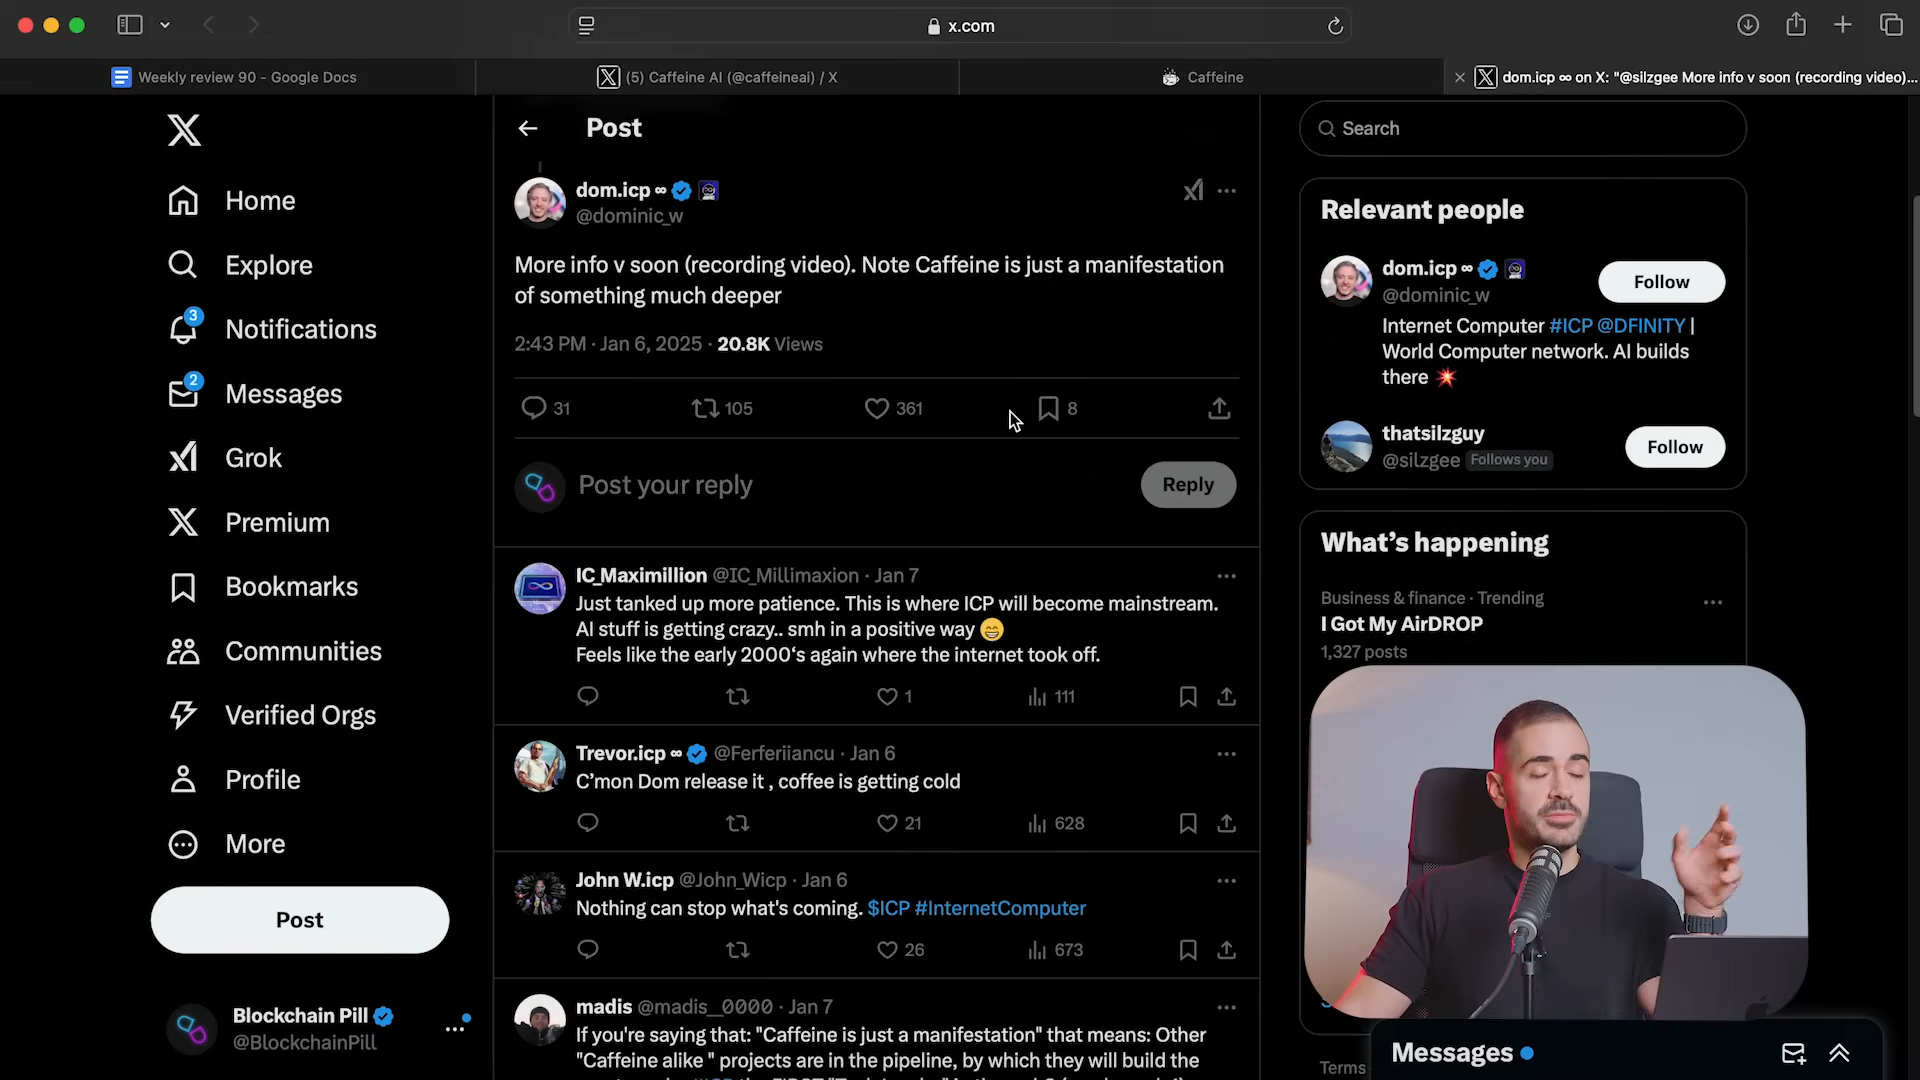 x.com
Weekly review 90 - Google Docs
(5) Caffeine AI (@caffeineai) / X
Caffeine
dom.icp ∞ on X: "@silzgee More info v soon (recording video)...
Home
Explore
3
Notifications
2
Messages
Grok
Premium
Bookmarks
Communities
Verified Orgs
Profile
More
Post
Blockchain Pill
@BlockchainPill
Post
dom.icp ∞
@dominic_w
More info v soon (recording video). Note Caffeine is just a manifestation
of something much deeper
2:43 PM · Jan 6, 2025 · 20.8K Views
31 105 361 8
Post your reply
Reply
IC_Maximillion @IC_Millimaxion · Jan 7
Just tanked up more patience. This is where ICP will become mainstream.
AI stuff is getting crazy.. smh in a positive way 😁
Feels like the early 2000‘s again where the internet took off.
1 111
Trevor.icp ∞ @Ferferiiancu · Jan 6
C’mon Dom release it , coffee is getting cold
21 628
John W.icp @John_Wicp · Jan 6
Nothing can stop what's coming. $ICP #InternetComputer
26 673
madis @madis__0000 · Jan 7
If you're saying that: "Caffeine is just a manifestation" that means: Other
"Caffeine alike " projects are in the pipeline, by which they will build the
Search
Relevant people
dom.icp ∞
@dominic_w
Follow
Internet Computer #ICP @DFINITY |
World Computer network. AI builds
there 💥
thatsilzguy
@silzgee Follows you
Follow
What’s happening
Business & finance · Trending
I Got My AirDROP
1,327 posts
Terms
Messages